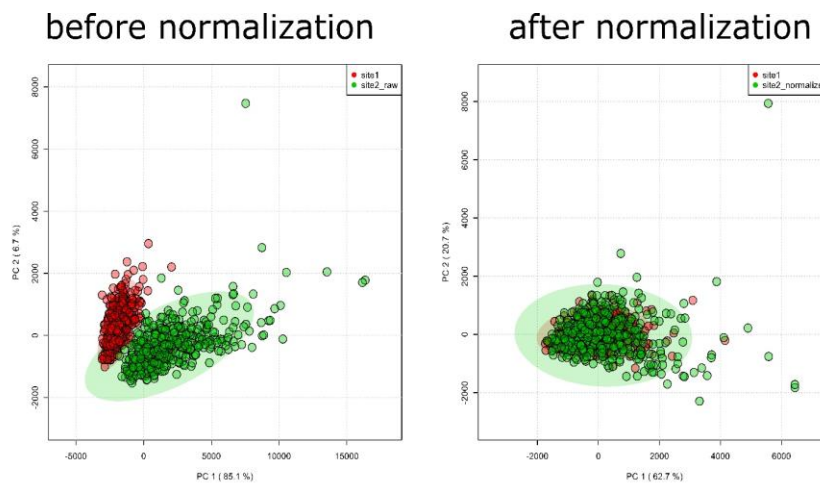 before normalization
after normalization
site1
site2_raw
8000
6000
4000
2000
0
-2000
PC 2 ( 6.7 %)
-5000 0 5000 10000 15000
PC 1 ( 85.1 %)
site1
site2_normalize
8000
6000
4000
2000
0
-2000
PC 2 ( 20.7 %)
-2000 0 2000 4000 6000
PC 1 ( 62.7 %)